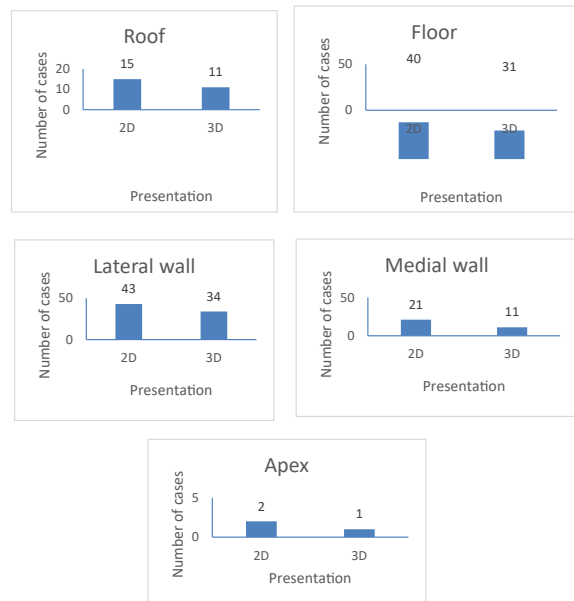 Roof
Number of cases
20
10
0
15
11
2D
3D
Presentation
Floor
Number of cases
50
0
40
31
2D
3D
Presentation
Lateral wall
Number of cases
50
0
43
34
2D
3D
Presentation
Medial wall
Number of cases
50
0
21
11
2D
3D
Presentation
Apex
Number of cases
5
0
2
1
2D
3D
Presentation